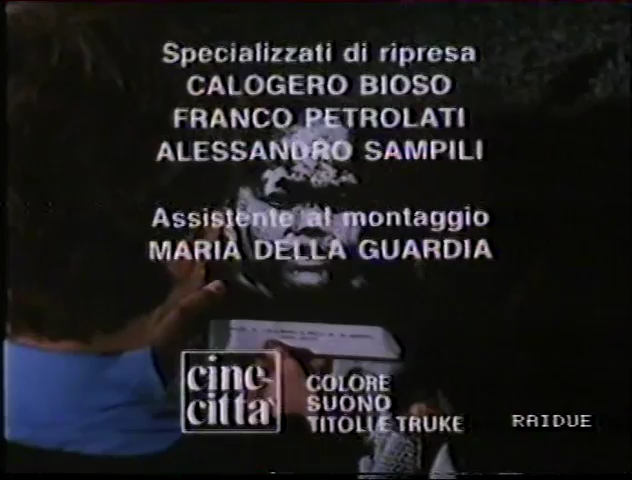 Specializzati di ripresa
CALOGERO BIOSO
FRANCO PETROLATI
ALESSANDRO SAMPILI
Assistente al montaggio
MARIA DELLA GUARDIA
cine-
città
COLORE
SUONO
TITOLI E TRUKE
RAIDUE